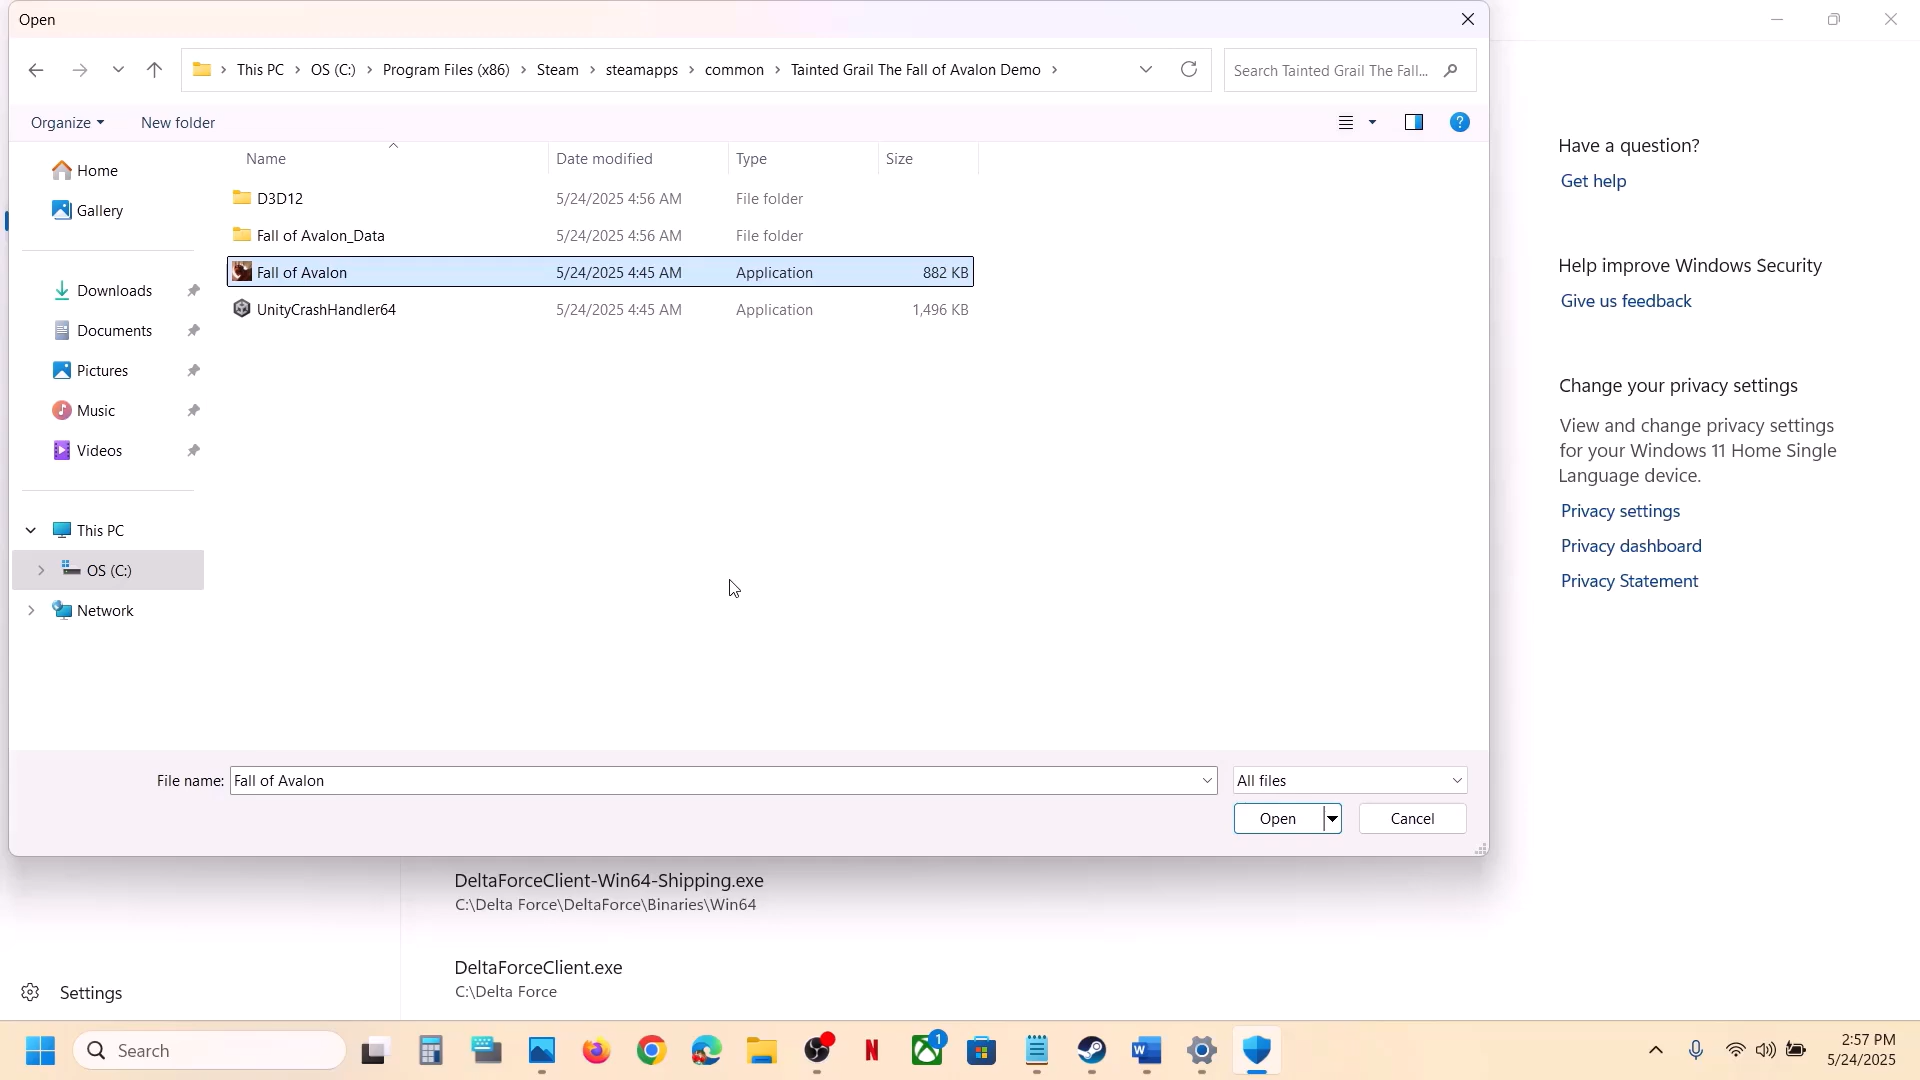 Open
This PC > OS (C:) > Program Files (x86) > Steam > steamapps > common > Tainted Grail The Fall of Avalon Demo >
Search Tainted Grail The Fall...
Organize
New folder
Name
Date modified
Type
Size
Home
Gallery
Downloads
Documents
Pictures
Music
Videos
This PC
OS (C:)
Network
D3D12 5/24/2025 4:56 AM File folder
Fall of Avalon_Data 5/24/2025 4:56 AM File folder
Fall of Avalon 5/24/2025 4:45 AM Application 882 KB
UnityCrashHandler64 5/24/2025 4:45 AM Application 1,496 KB
File name: Fall of Avalon
All files
Open
Cancel
Have a question?
Get help
Help improve Windows Security
Give us feedback
Change your privacy settings
View and change privacy settings
for your Windows 11 Home Single
Language device.
Privacy settings
Privacy dashboard
Privacy Statement
DeltaForceClient-Win64-Shipping.exe
C:\Delta Force\DeltaForce\Binaries\Win64
DeltaForceClient.exe
C:\Delta Force
Settings
Search
1
2:57 PM
5/24/2025